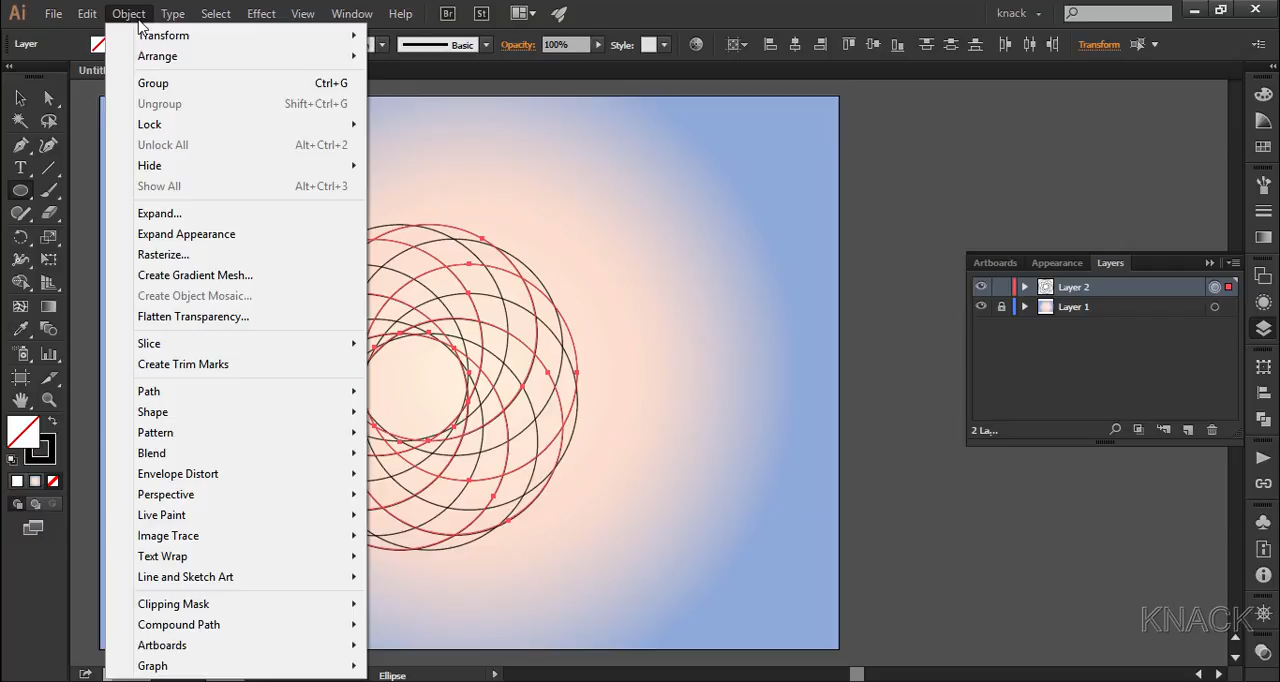 Ai File Edit Object Type Select Effect View Window Help Br St knack
Layer Basic Opacity: 100% Style: Transform
Transform
Arrange
Untitl
Group Ctrl+G
Ungroup Shift+Ctrl+G
Lock
Unlock All Alt+Ctrl+2
Hide
Show All Alt+Ctrl+3
Expand...
Expand Appearance
Rasterize...
Create Gradient Mesh...
Create Object Mosaic...
Flatten Transparency...
Slice
Create Trim Marks
Path
Shape
Pattern
Blend
Envelope Distort
Perspective
Live Paint
Image Trace
Text Wrap
Line and Sketch Art
Clipping Mask
Compound Path
Artboards
Graph
Artboards Appearance Layers
Layer 2
Layer 1
2 La...
KNACK
Ellipse